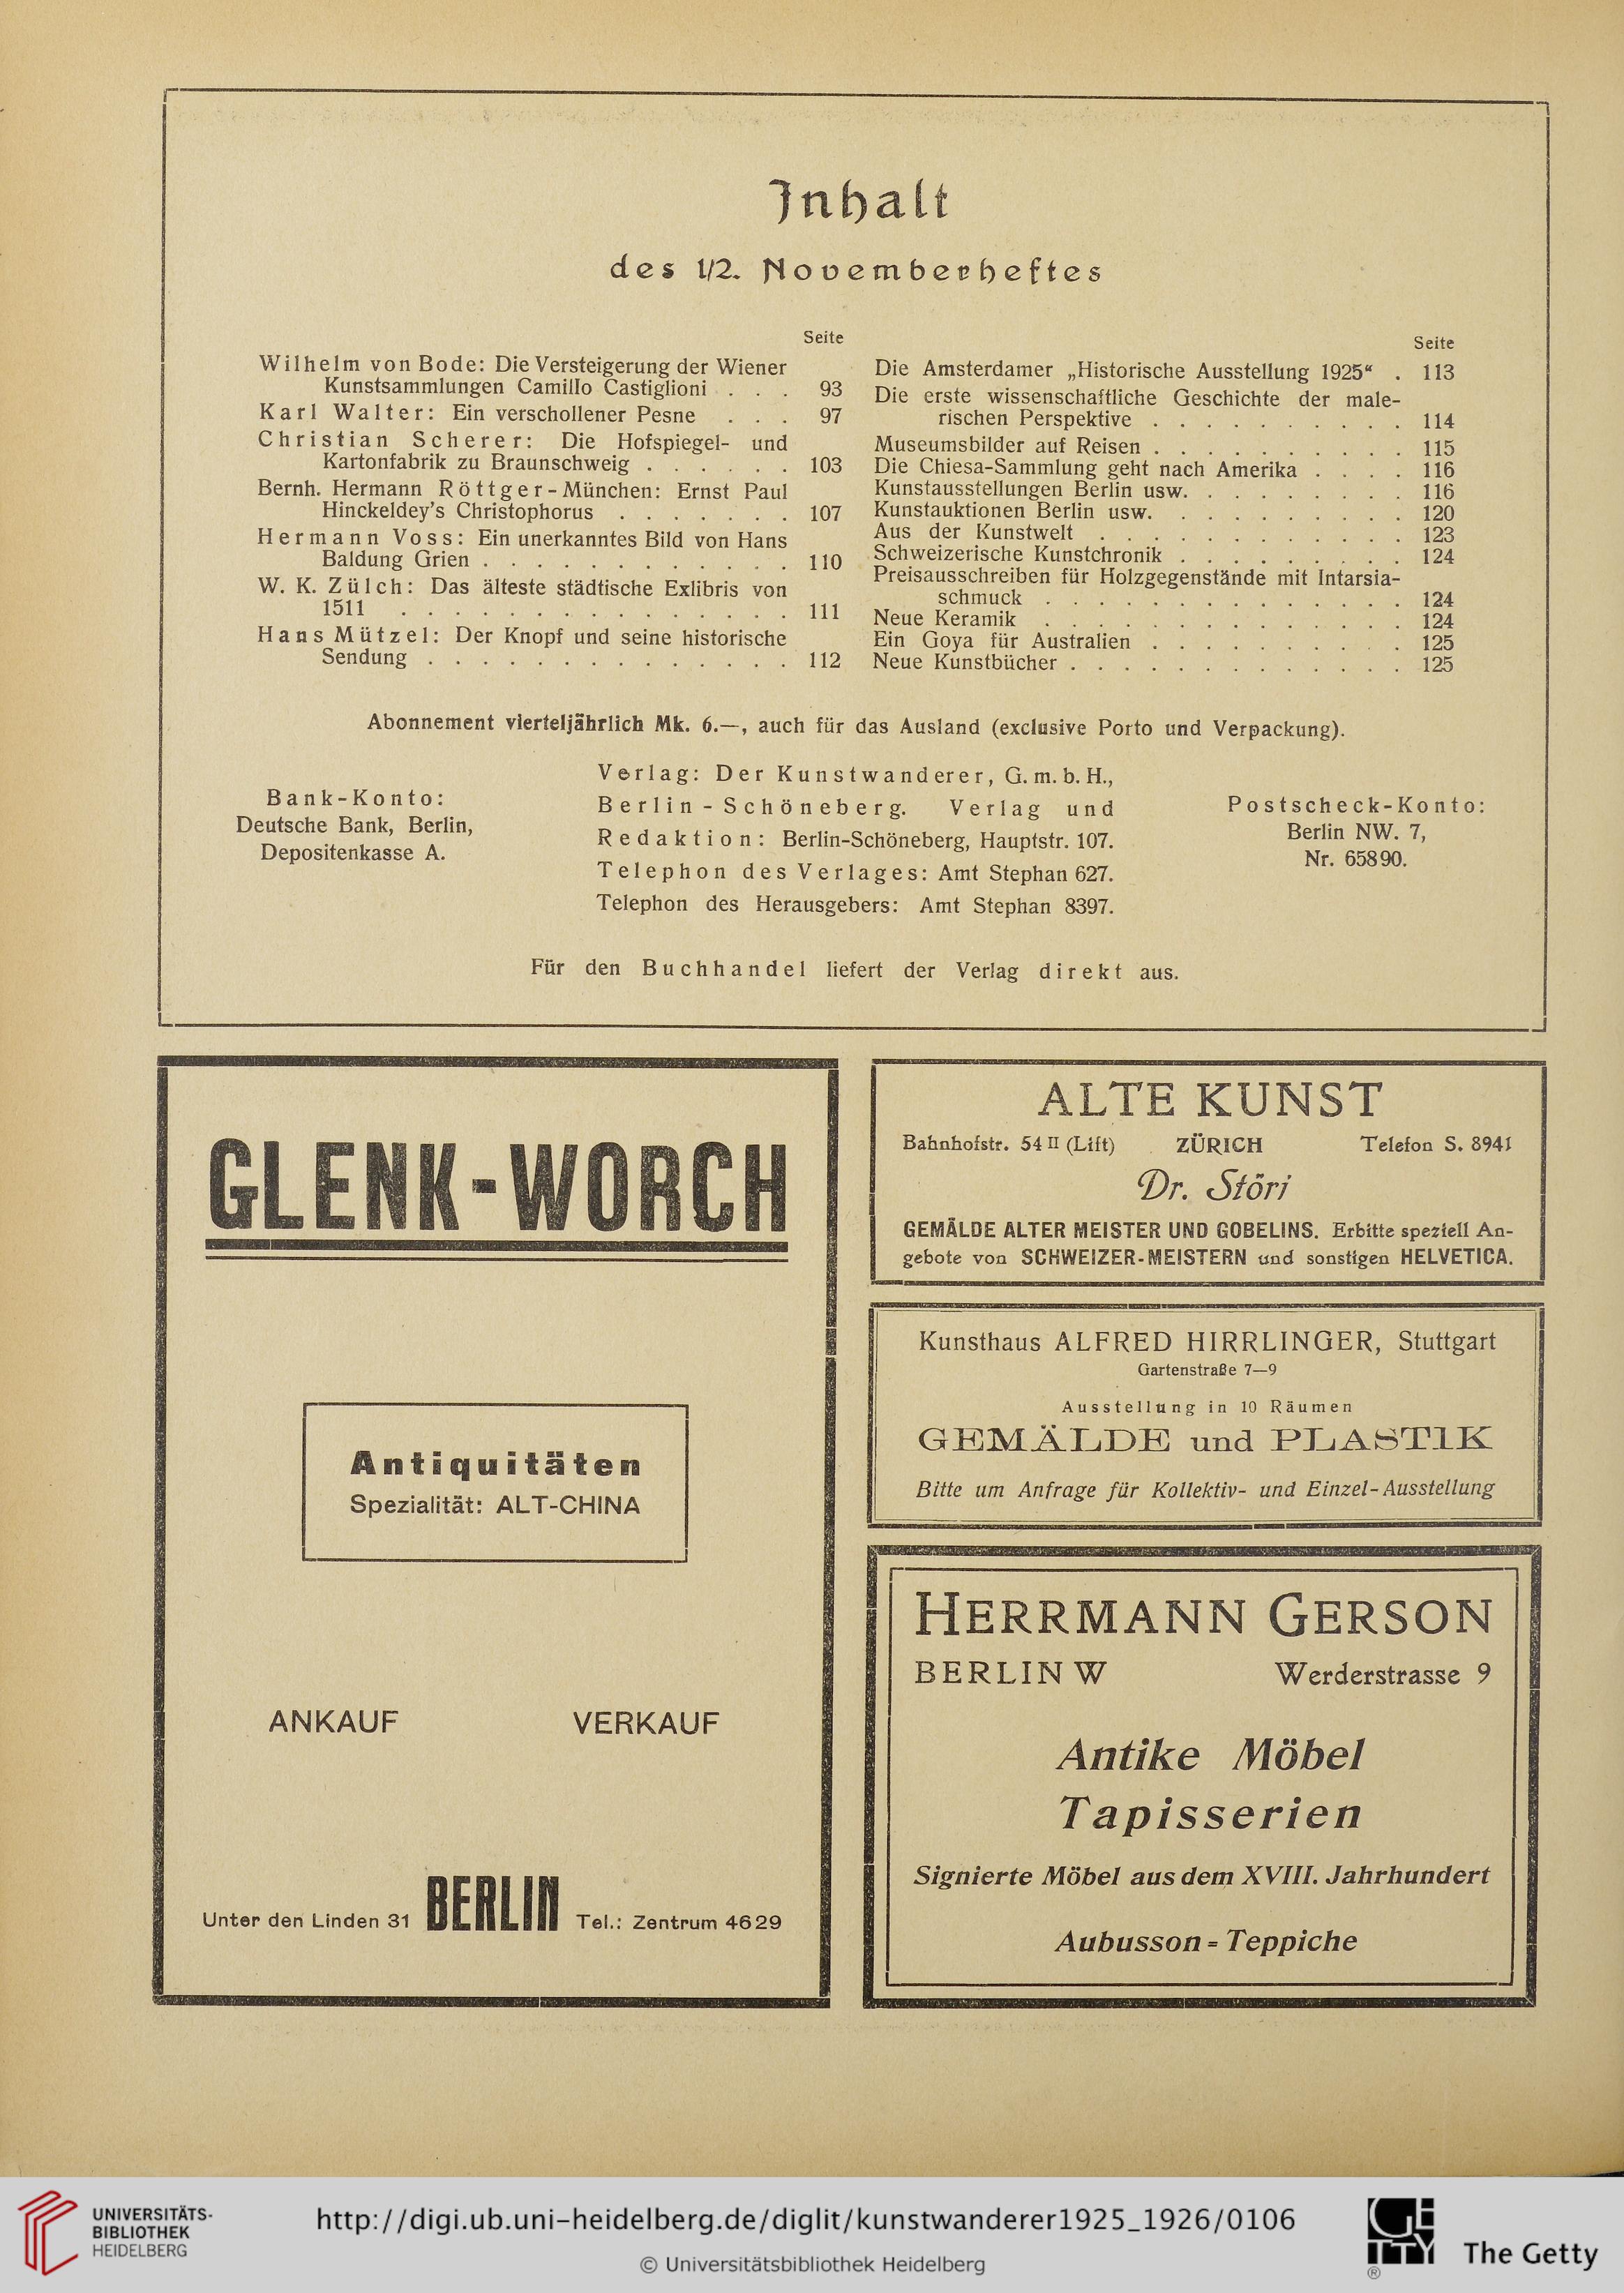 Inhalt
des 1/2. Novemberheftes
Seite
Wilhelm von Bode: Die Versteigerung der Wiener
Kunstsammlungen Camillo Castiglioni . . . 93
Karl Walter: Ein verschollener Pesne . . . 97
Christian Scherer: Die Hofspiegel- und
Kartonfabrik zu Braunschweig . . . . . . 103
Bernh. Hermann Röttger-München: Ernst Paul
Hinckeldey's Christophorus . . . . . . . 107
Hermann Voss: Ein unerkanntes Bild von Hans
Baldung Grien . . . . . . . . . . . . 110
W. K. Zülch: Das älteste städtische Exlibris von
1511 . . . . . . . . . . . . . . . 111
Hans Mützel: Der Knopf und seine historische
Sendung . . . . . . . . . . . . . . 112
Seite
Die Amsterdamer „Historische Ausstellung 1925“ . 113
Die erste wissenschaftliche Geschichte der male-
rischen Perspektive . . . . . . . . . . 114
Museumsbilder auf Reisen . . . . . . . . . . 115
Die Chiesa-Sammlung geht nach Amerika . . . . 116
Kunstausstellungen Berlin usw. . . . . . . . . 116
Kunstauktionen Berlin usw. . . . . . . . . . 120
Aus der Kunstwelt . . . . . . . . . . . . 123
Schweizerische Kunstchronik . . . . . . . . . 124
Preisausschreiben für Holzgegenstände mit Intarsia-
schmuck . . . . . . . . . . . . . . 124
Neue Keramik . . . . . . . . . . . . . . 124
Ein Goya für Australien . . . . . . . . . . 125
Neue Kunstbücher . . . . . . . . . . . . . 125
Abonnement vierteljährlich Mk. 6.—, auch für das Ausland (exclusive Porto und Verpackung).
Bank-Konto:
Deutsche Bank, Berlin,
Depositenkasse A.
Verlag: Der Kunstwanderer, G. m. b. H.,
Berlin-Schöneberg. Verlag und
Redaktion: Berlin-Schöneberg, Hauptstr. 107.
Telephon des Verlages: Amt Stephan 627.
Telephon des Herausgebers: Amt Stephan 8397.
Postscheck-Konto:
Berlin NW. 7,
Nr. 65890.
Für den Buchhandel liefert der Verlag direkt aus.
GLENK-WORCH
Antiquitäten
Spezialität: ALT-CHINA
ANKAUF VERKAUF
Unter den Linden 31 BERLIN Tel.: Zentrum 4629
ALTE KUNST
Bahnhofstr. 54 II (Lift) ZÜRICH Telefon S. 8941
Dr. Störi
GEMÄLDE ALTER MEISTER UND GOBELINS. Erbitte speziell An-
gebote von SCHWEIZER-MEISTERN und sonstigen HELVETICA.
Kunsthaus ALFRED HIRRLINGER, Stuttgart
Gartenstraße 7—9
Ausstellung in 10 Räumen
GEMÄLDE und PLASTIK
Bitte um Anfrage für Kollektiv- und Einzel-Ausstellung
HERRMANN GERSON
BERLIN W Werderstrasse 9
Antike Möbel
Tapisserien
Signierte Möbel aus dem XVIII. Jahrhundert
Aubusson-Teppiche
UNIVERSITÄTS-
BIBLIOTHEK
HEIDELBERG
http://digi.ub.uni-heidelberg.de/diglit/kunstwanderer1925_1926/0106
© Universitätsbibliothek Heidelberg
GETTY
®
The Getty